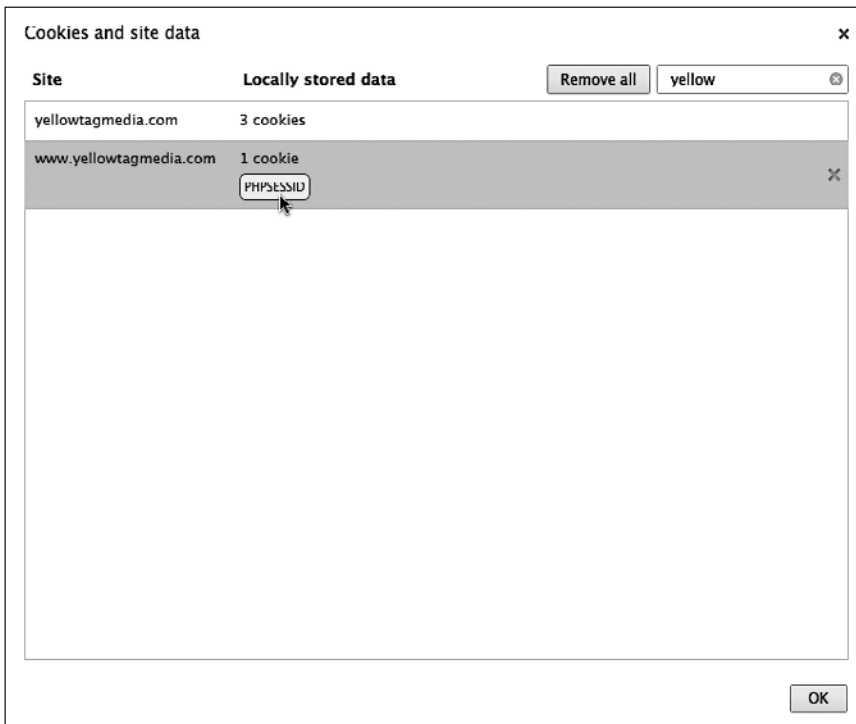 Cookies and site data
Site Locally stored data Remove all yellow
yellowtagmedia.com 3 cookies
www.yellowtagmedia.com 1 cookie
PHPSESSID
OK